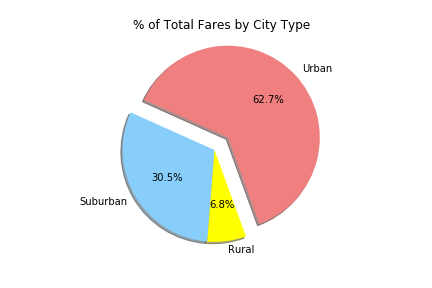 % of Total Fares by City Type
Urban
62.7%
30.5%
Suburban
6.8%
Rural